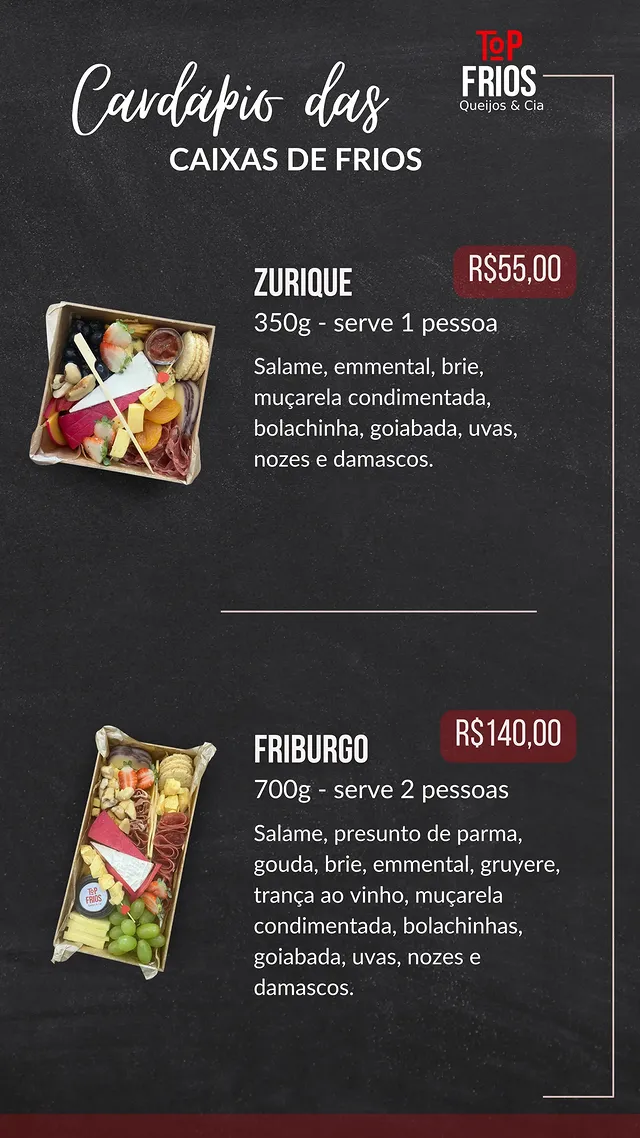 ToP
FRIOS
Queijos & Cia
Cardápio das
CAIXAS DE FRIOS
R$55,00
ZURIQUE
350g - serve 1 pessoa
Salame, emmental, brie,
muçarela condimentada,
bolachinha, goiabada, uvas,
nozes e damascos.
R$140,00
FRIBURGO
700g - serve 2 pessoas
Salame, presunto de parma,
gouda, brie, emmental, gruyere,
trança ao vinho, muçarela
condimentada, bolachinhas,
goiabada, uvas, nozes e
damascos.
ToP
FRIOS